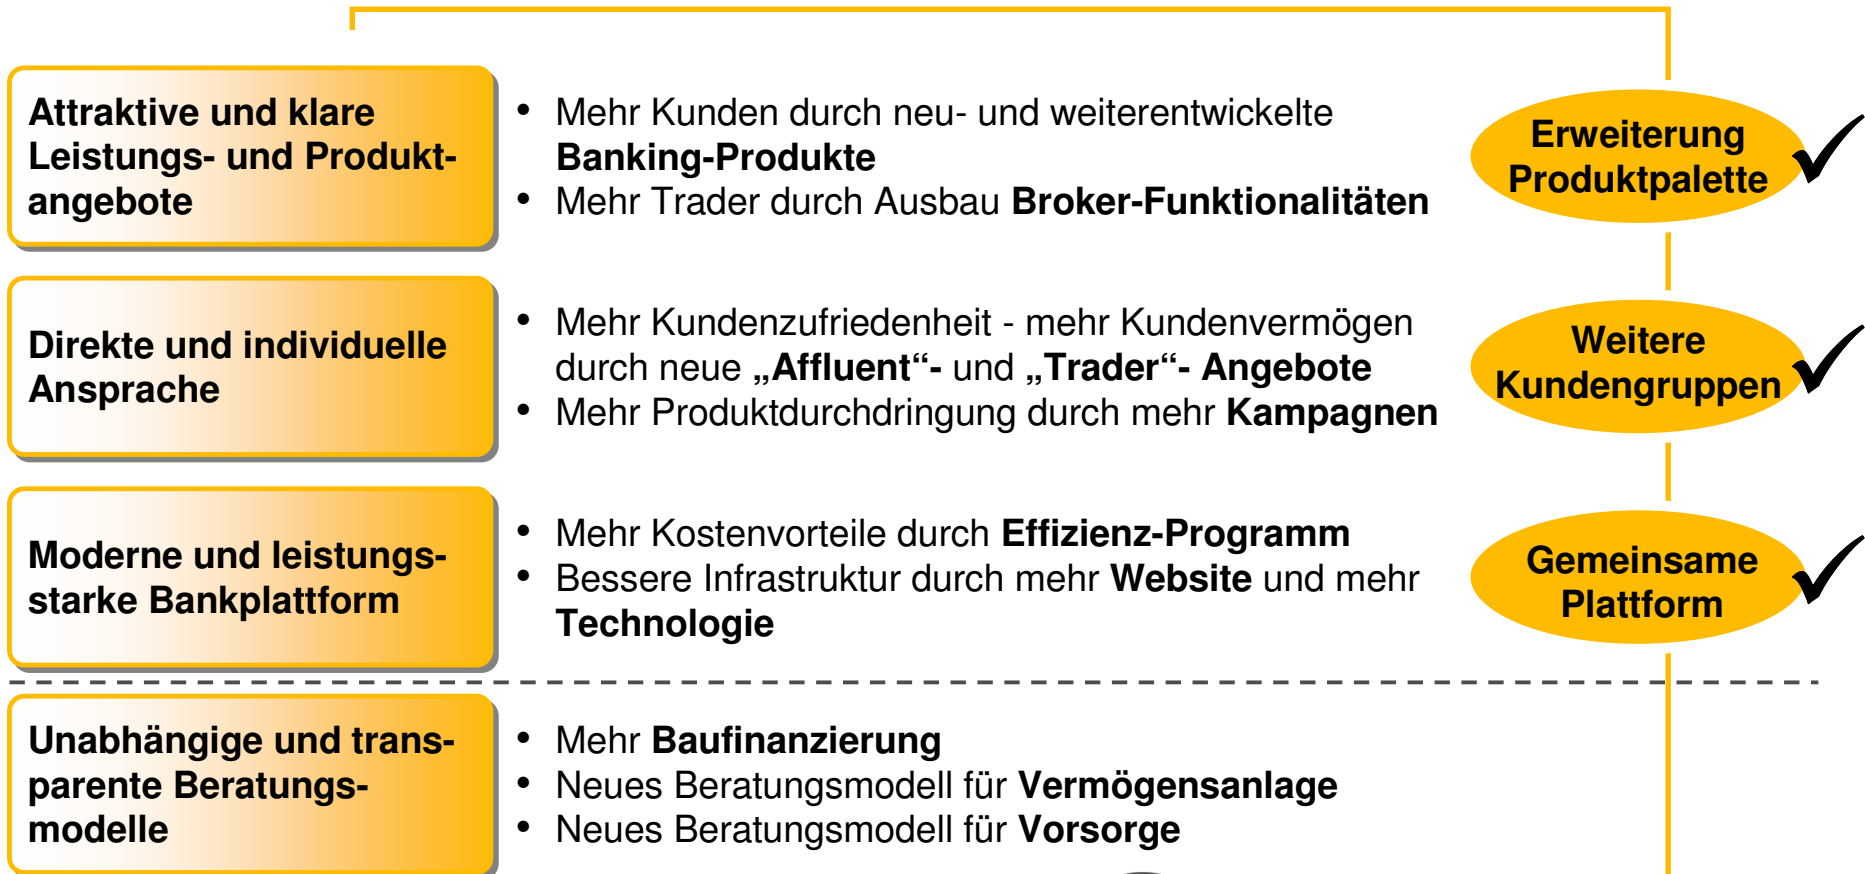 Attraktive und klare
Leistungs- und Produkt-
angebote
• Mehr Kunden durch neu- und weiterentwickelte
Banking-Produkte
• Mehr Trader durch Ausbau Broker-Funktionalitäten
Erweiterung
Produktpalette
Direkte und individuelle
Ansprache
• Mehr Kundenzufriedenheit - mehr Kundenvermögen
durch neue „Affluent“- und „Trader“- Angebote
• Mehr Produktdurchdringung durch mehr Kampagnen
Weitere
Kundengruppen
Moderne und leistungs-
starke Bankplattform
• Mehr Kostenvorteile durch Effizienz-Programm
• Bessere Infrastruktur durch mehr Website und mehr
Technologie
Gemeinsame
Plattform
Unabhängige und trans-
parente Beratungs-
modelle
• Mehr Baufinanzierung
• Neues Beratungsmodell für Vermögensanlage
• Neues Beratungsmodell für Vorsorge